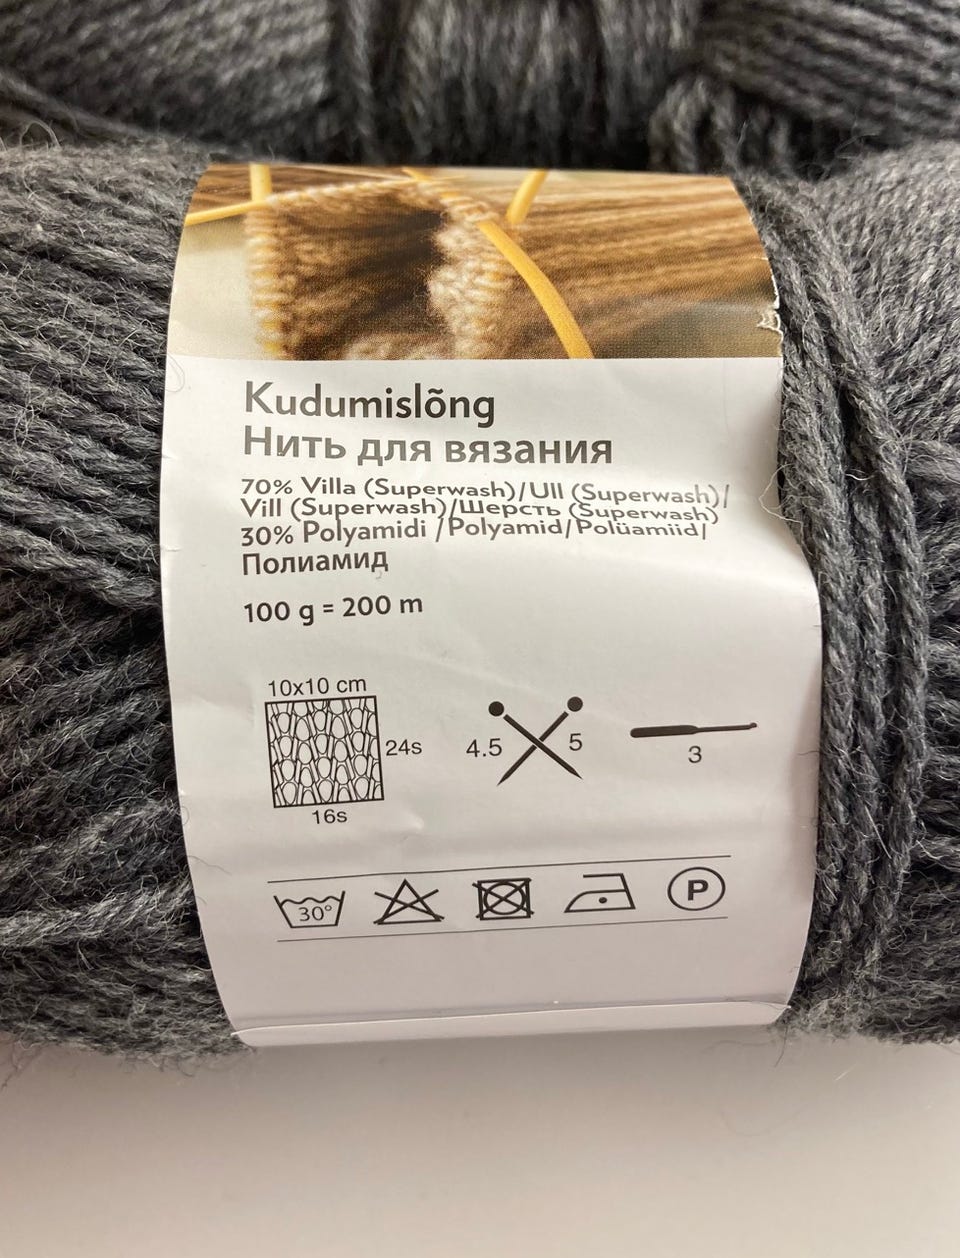 Kudumislõng
Нить для вязания
70% Villa (Superwash)/Ull (Superwash)/
Vill (Superwash)/Шерсть (Superwash)
30% Polyamidi /Polyamid/Polüamiid/
Полиамид
100 g = 200 m
10x10 cm
24s
16s
4.5
5
3
30°
P